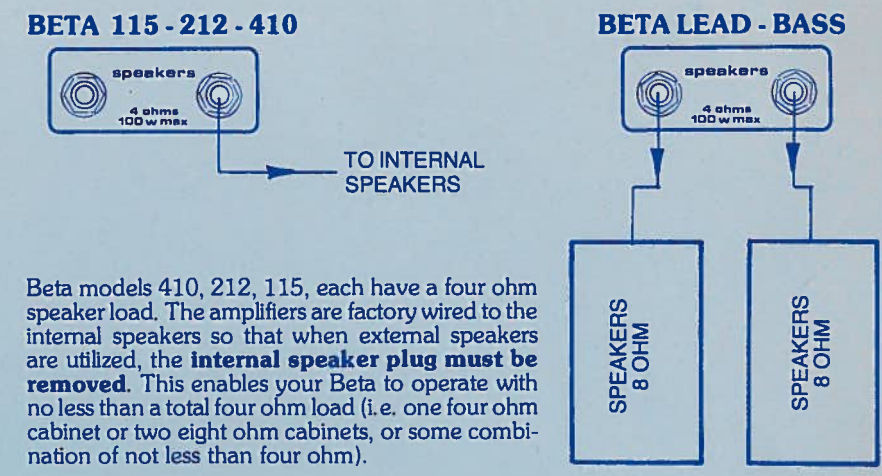 BETA 115 - 212 - 410
speakers
4 ohms
100 w max
TO INTERNAL
SPEAKERS
Beta models 410, 212, 115, each have a four ohm
speaker load. The amplifiers are factory wired to the
internal speakers so that when external speakers
are utilized, the internal speaker plug must be
removed. This enables your Beta to operate with
no less than a total four ohm load (i.e. one four ohm
cabinet or two eight ohm cabinets, or some combi-
nation of not less than four ohm).
BETA LEAD - BASS
speakers
4 ohms
100 w max
SPEAKERS
8 OHM
SPEAKERS
8 OHM